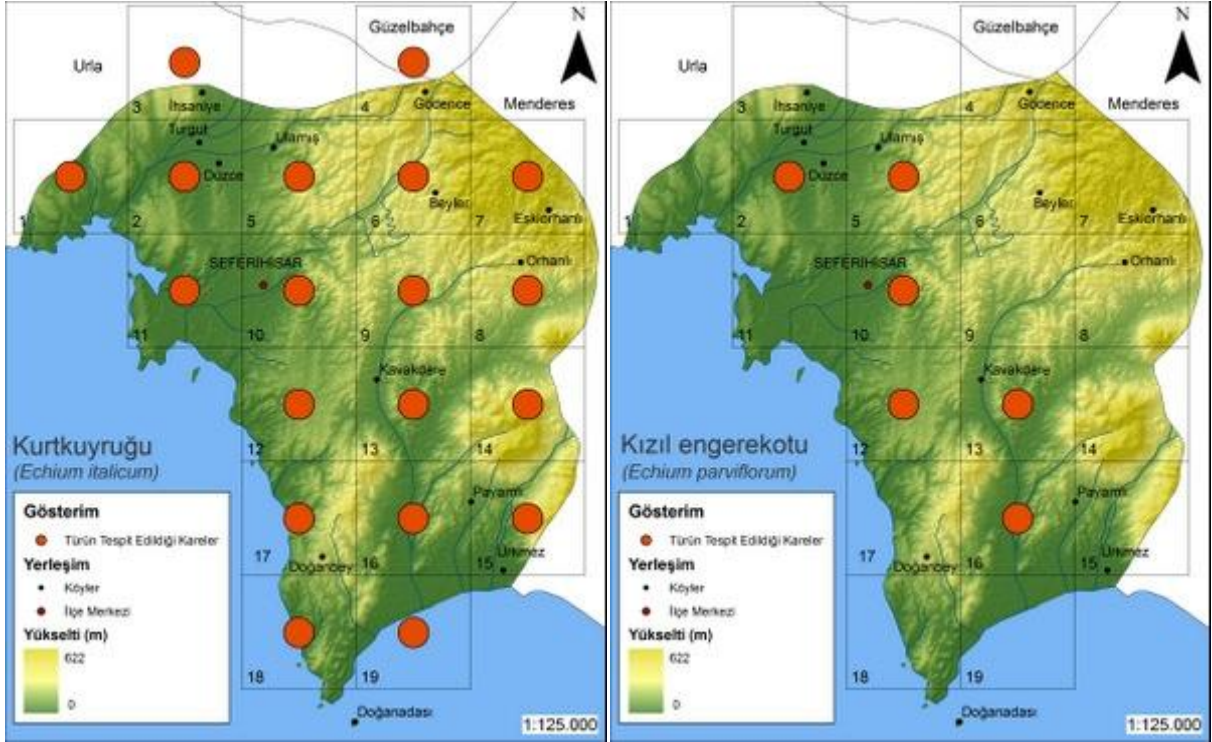 N
Güzelbahçe
Urla
Menderes
3
4
İhsaniye
Gödence
Turgut
Ulamış
Düzce
Beyler
Eskiorhanlı
1
2
5
6
7
SEFERİHİSAR
Orhanlı
11
10
9
8
Kavakdere
Kurtkuyruğu
(Echium italicum)
12
13
14
Payamlı
Ürkmez
Gösterim
Türün Tespit Edildiği Kareler
Yerleşim
Köyler
İlçe Merkezi
Yükselti (m)
622
0
17
Doğanbey
16
15
18
19
Doğanadası
1:125.000
N
Güzelbahçe
Urla
Menderes
3
4
İhsaniye
Gödence
Turgut
Ulamış
Düzce
Beyler
Eskiorhanlı
1
2
5
6
7
SEFERİHİSAR
Orhanlı
11
10
9
8
Kavakdere
Kızıl engerekotu
(Echium parviflorum)
12
13
14
Payamlı
Ürkmez
Gösterim
Türün Tespit Edildiği Kareler
Yerleşim
Köyler
İlçe Merkezi
Yükselti (m)
622
0
17
Doğanbey
16
15
18
19
Doğanadası
1:125.000